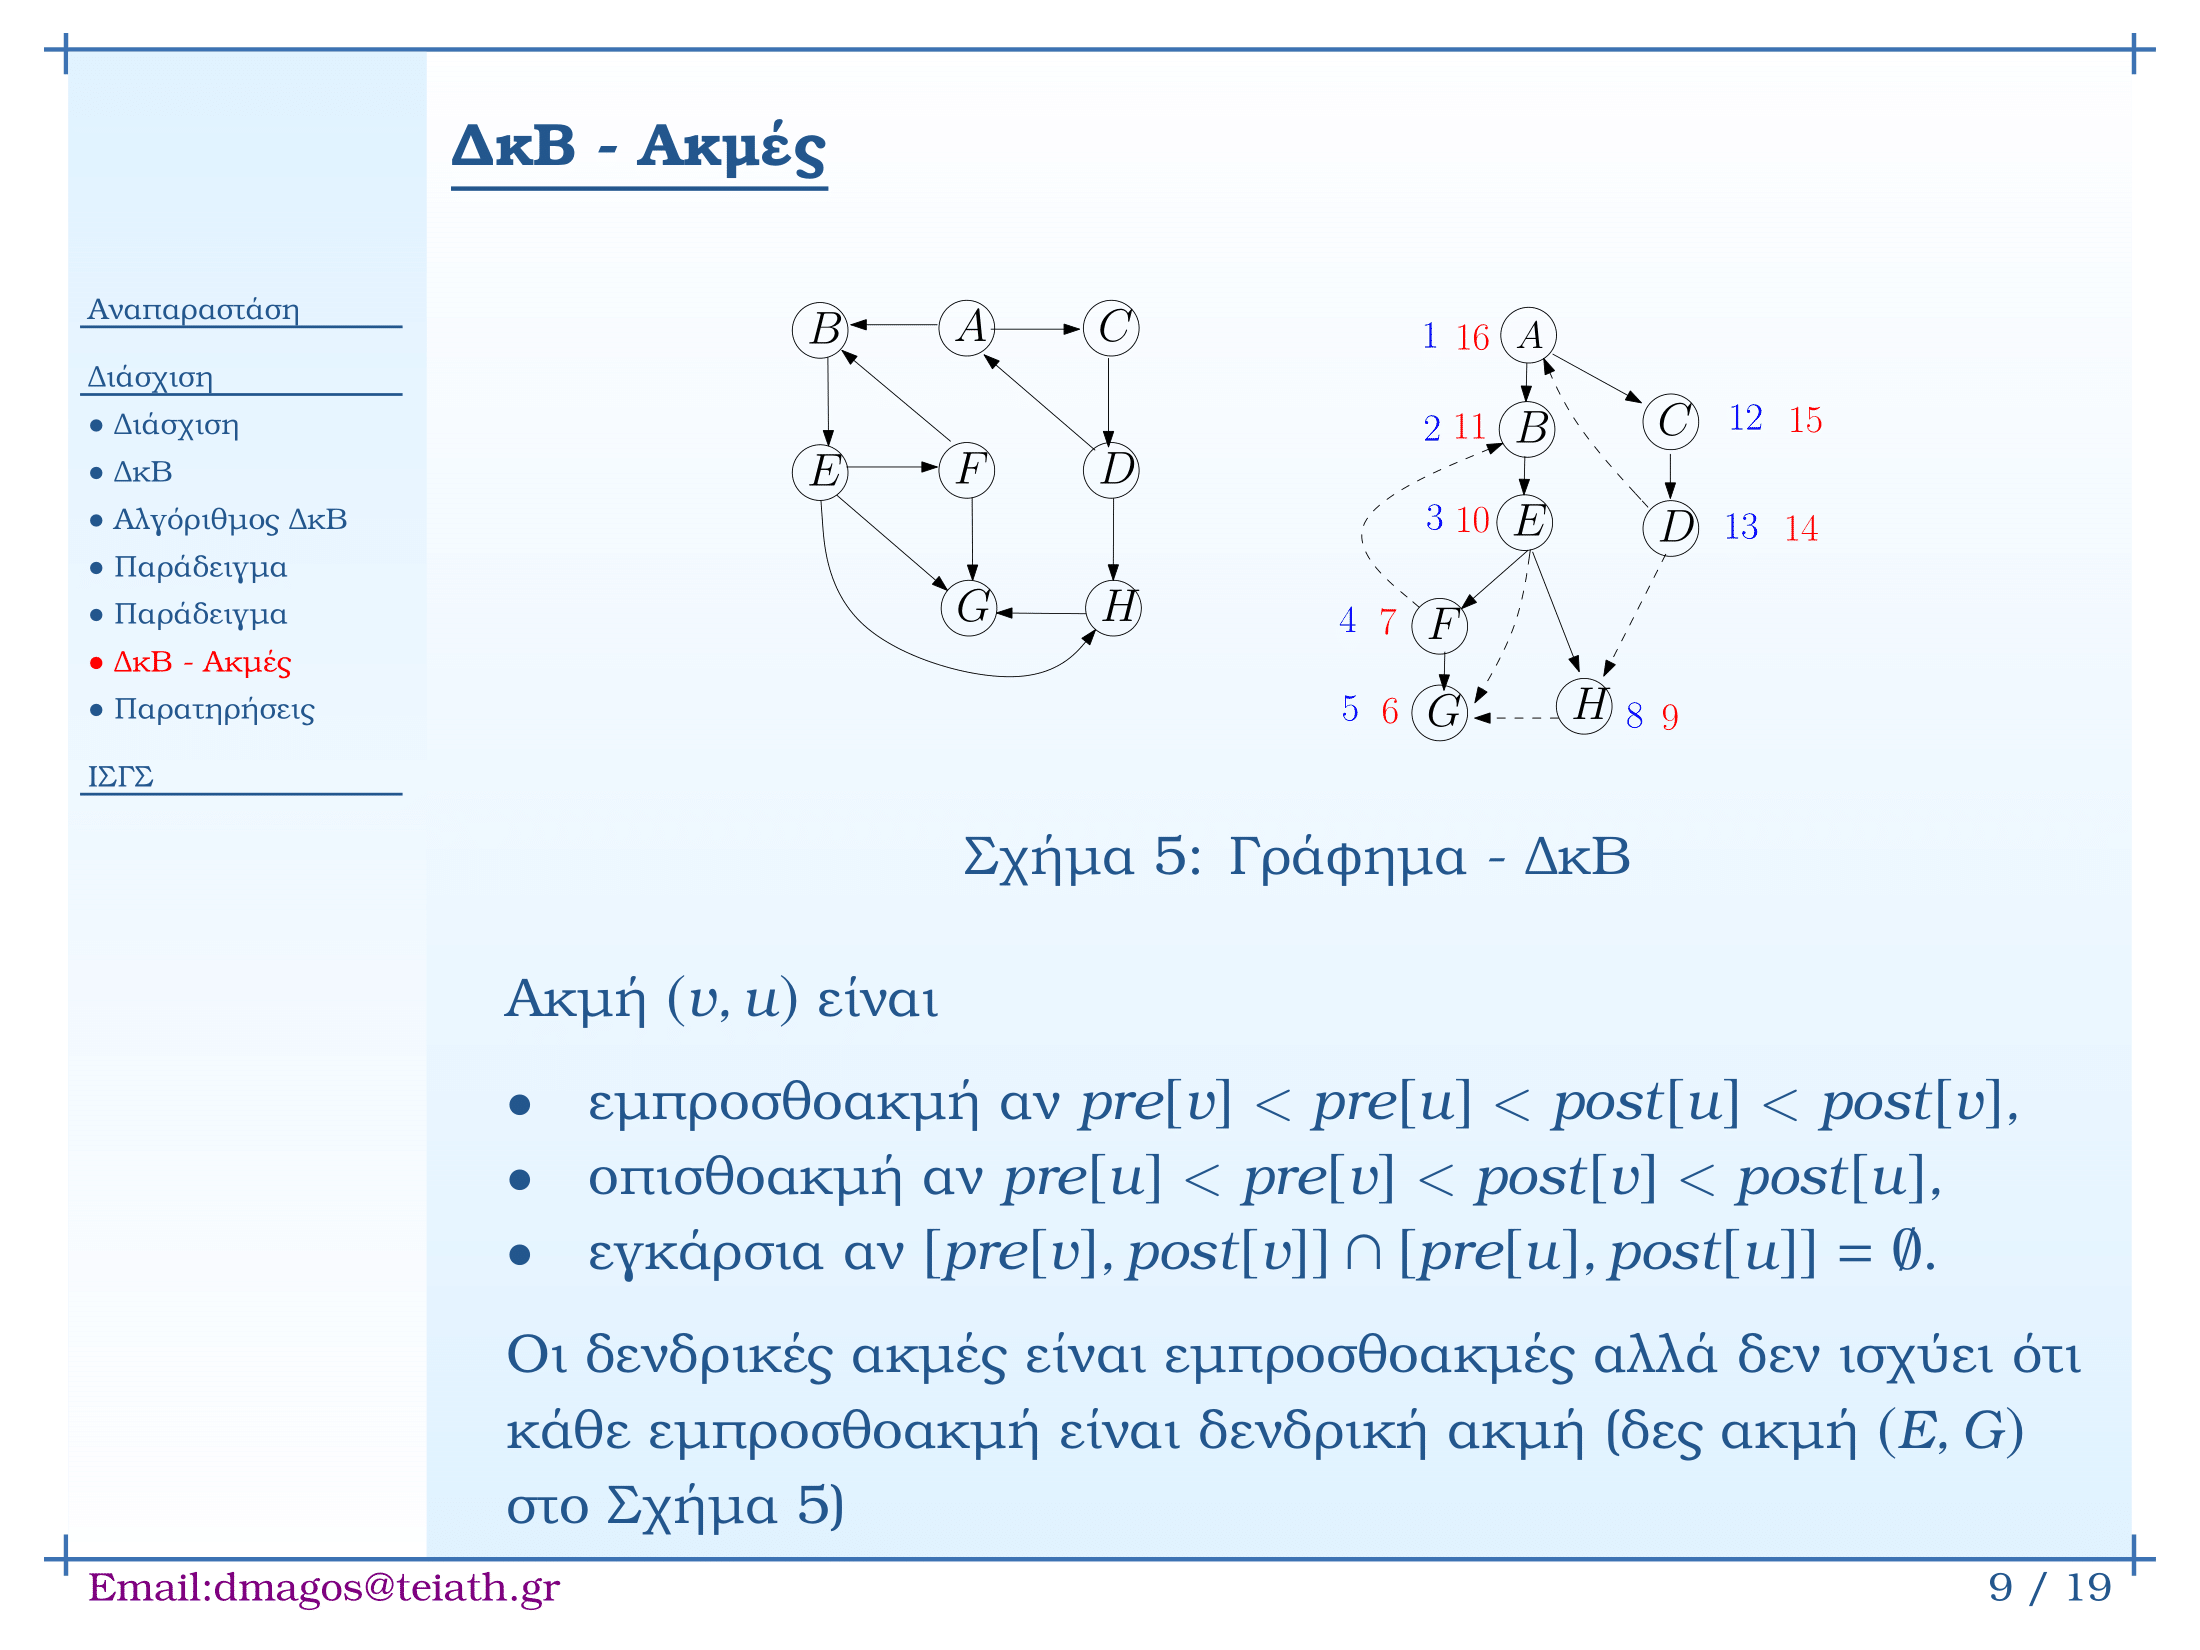 ΔκΒ - Ακμές
Αναπαραστάση
Διάσχιση
● Διάσχιση
● ΔκΒ
● Αλγόριθμος ΔκΒ
● Παράδειγμα
● Παράδειγμα
● ΔκΒ - Ακμές
● Παρατηρήσεις
ΙΣΓΣ
B A C
E F D
G H
1 16 A
2 11 B C 12 15
3 10 E D 13 14
4 7 F
5 6 G H 8 9
Σχήμα 5: Γράφημα - ΔκΒ
Ακμή (v, u) είναι
● εμπροσθοακμή αν pre[v] < pre[u] < post[u] < post[v],
● οπισθοακμή αν pre[u] < pre[v] < post[v] < post[u],
● εγκάρσια αν [pre[v], post[v]] ∩ [pre[u], post[u]] = ∅.
Οι δενδρικές ακμές είναι εμπροσθοακμές αλλά δεν ισχύει ότι
κάθε εμπροσθοακμή είναι δενδρική ακμή (δες ακμή (E, G)
στο Σχήμα 5)
Email:dmagos@teiath.gr
9 / 19